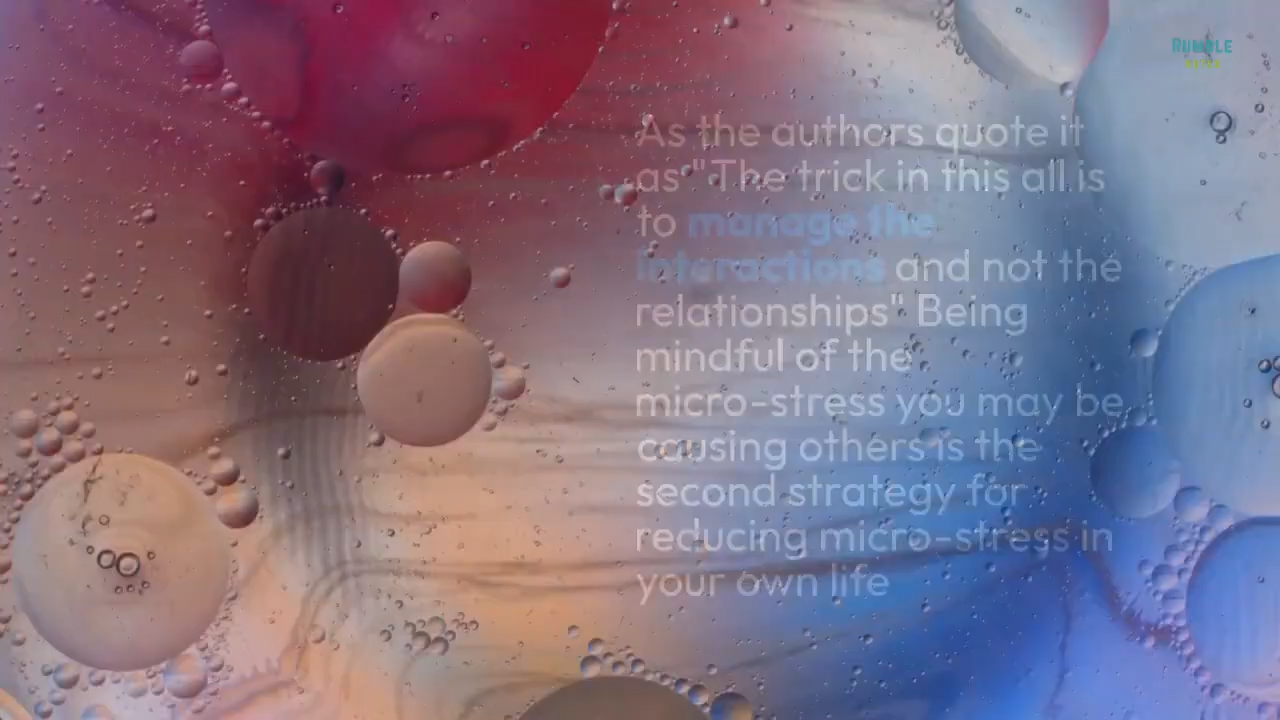 RUMBLE
As the authors quote it
as "The trick in this all is
to manage the
interactions and not the
relationships" Being
mindful of the
micro-stress you may be
causing others is the
second strategy for
reducing micro-stress in
your own life